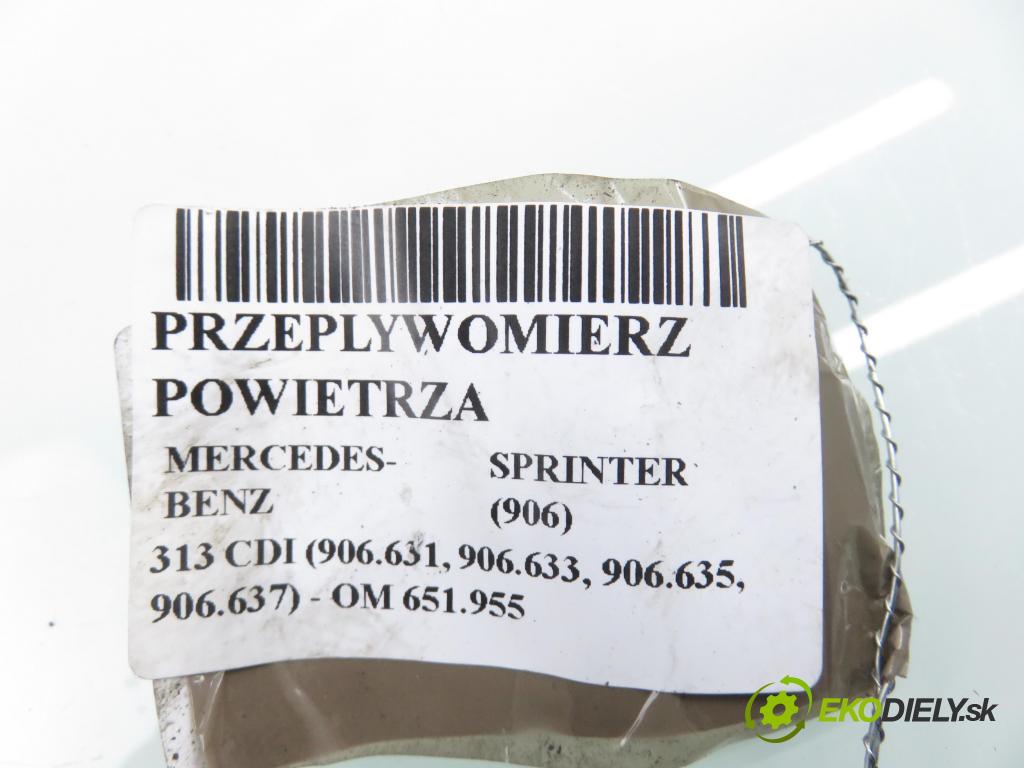 PRZEPLYWOMIERZ
POWIETRZA
MERCEDES-
BENZ
SPRINTER
(906)
313 CDI (906.631, 906.633, 906.635,
906.637) - OM 651.955
EKODIELY.sk